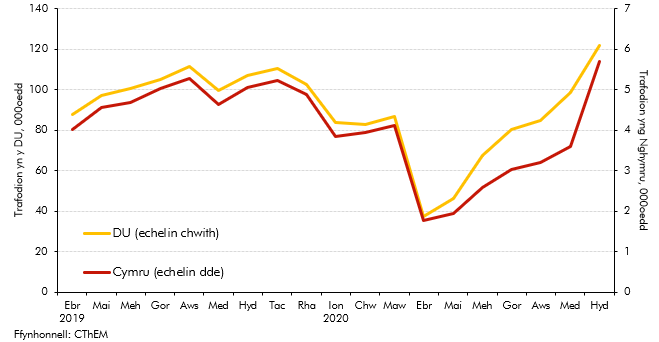 140
120
100
80
60
40
20
0
Trafodion yn y DU, 000oedd
7
6
5
4
3
2
1
0
Trafodion yng Nghymru, 000oedd
DU (echelin chwith)
Cymru (echelin dde)
Ebr Mai Meh Gor Aws Med Hyd Tac Rha Ion Chw Maw Ebr Mai Meh Gor Aws Med Hyd
2019 2020
Ffynhonnell: CThEM